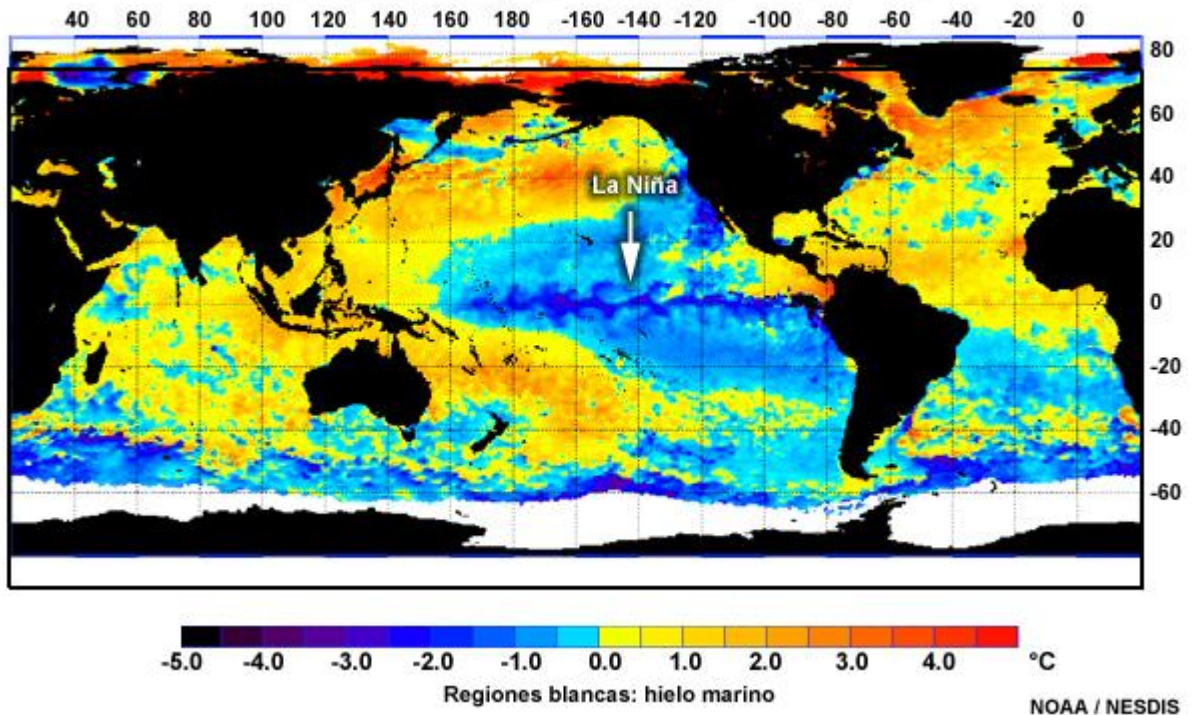 40 60 80 100 120 140 160 180 -160 -140 -120 -100 -80 -60 -40 -20 0
80
60
La Niña
40
20
0
-20
-40
-60
-5.0 -4.0 -3.0 -2.0 -1.0 0.0 1.0 2.0 3.0 4.0 °C
Regiones blancas: hielo marino
NOAA / NESDIS